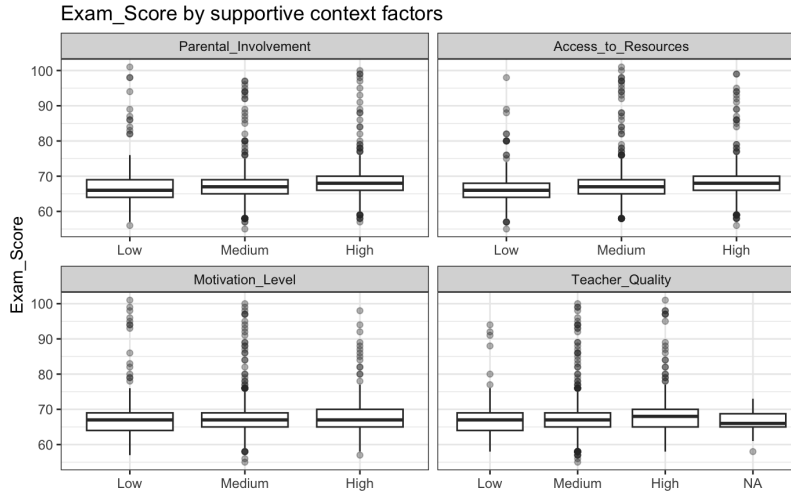 Exam_Score by supportive context factors
Parental_Involvement
Access_to_Resources
100
90
80
70
60
Low Medium High
Low Medium High
Exam_Score
Motivation_Level
Teacher_Quality
100
90
80
70
60
Low Medium High
Low Medium High NA